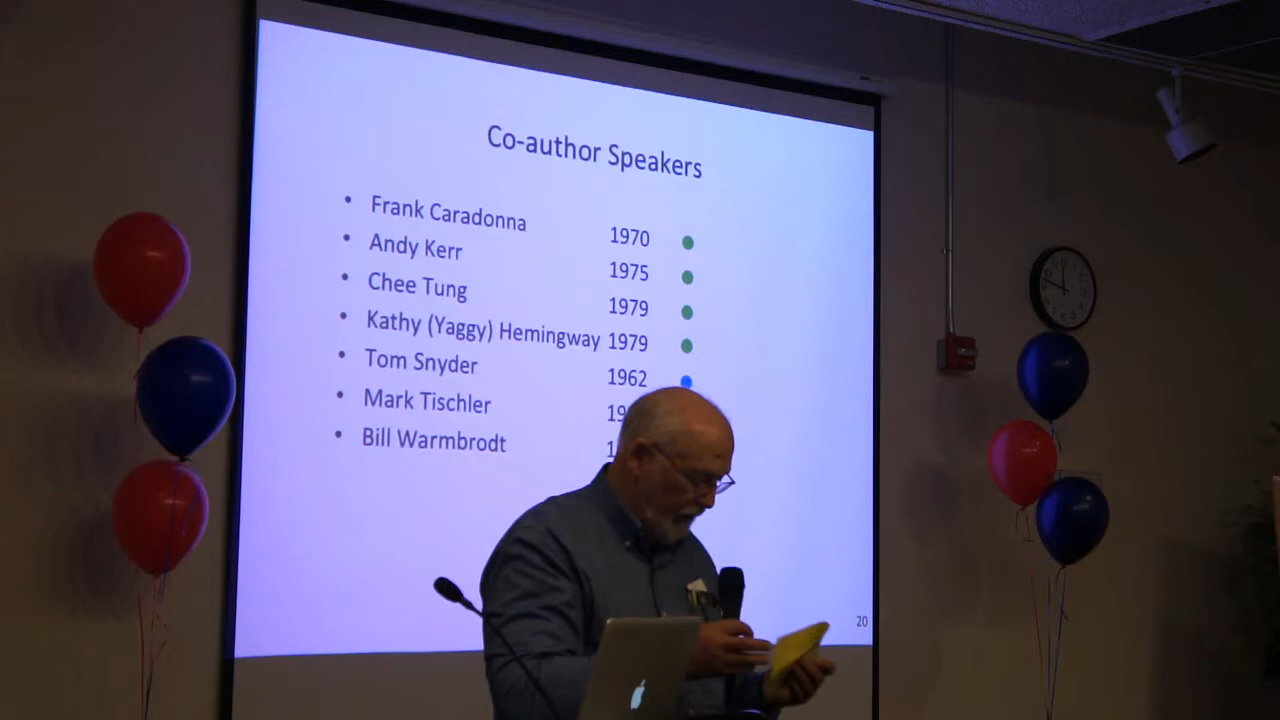 Co-author Speakers
• Frank Caradonna 1970
• Andy Kerr 1975
• Chee Tung 1979
• Kathy (Yaggy) Hemingway 1979
• Tom Snyder 1962
• Mark Tischler
• Bill Warmbrodt
20